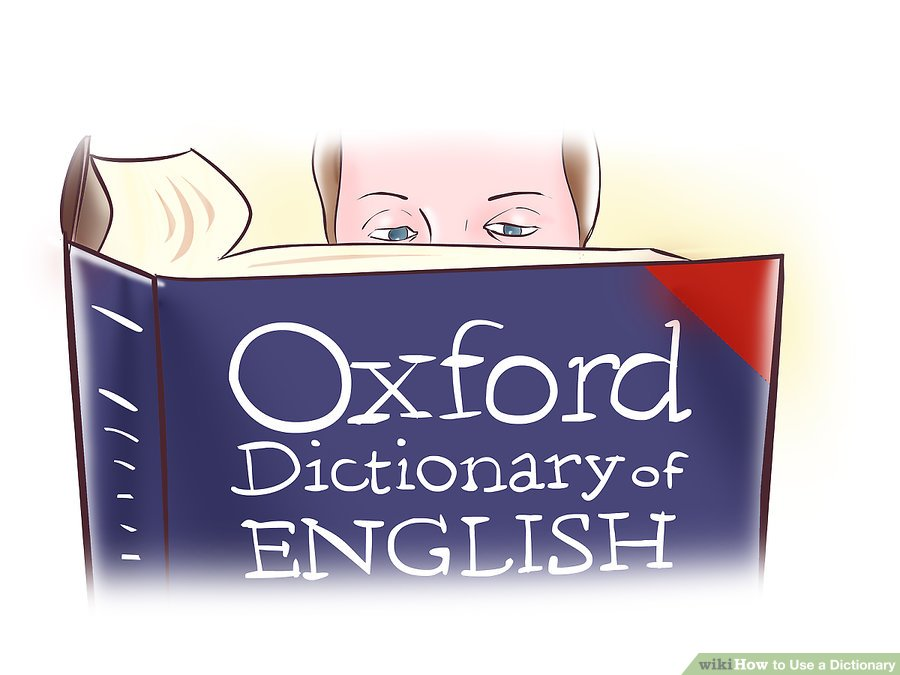 Oxford
Dictionary of
ENGLISH
wikiHow to Use a Dictionary